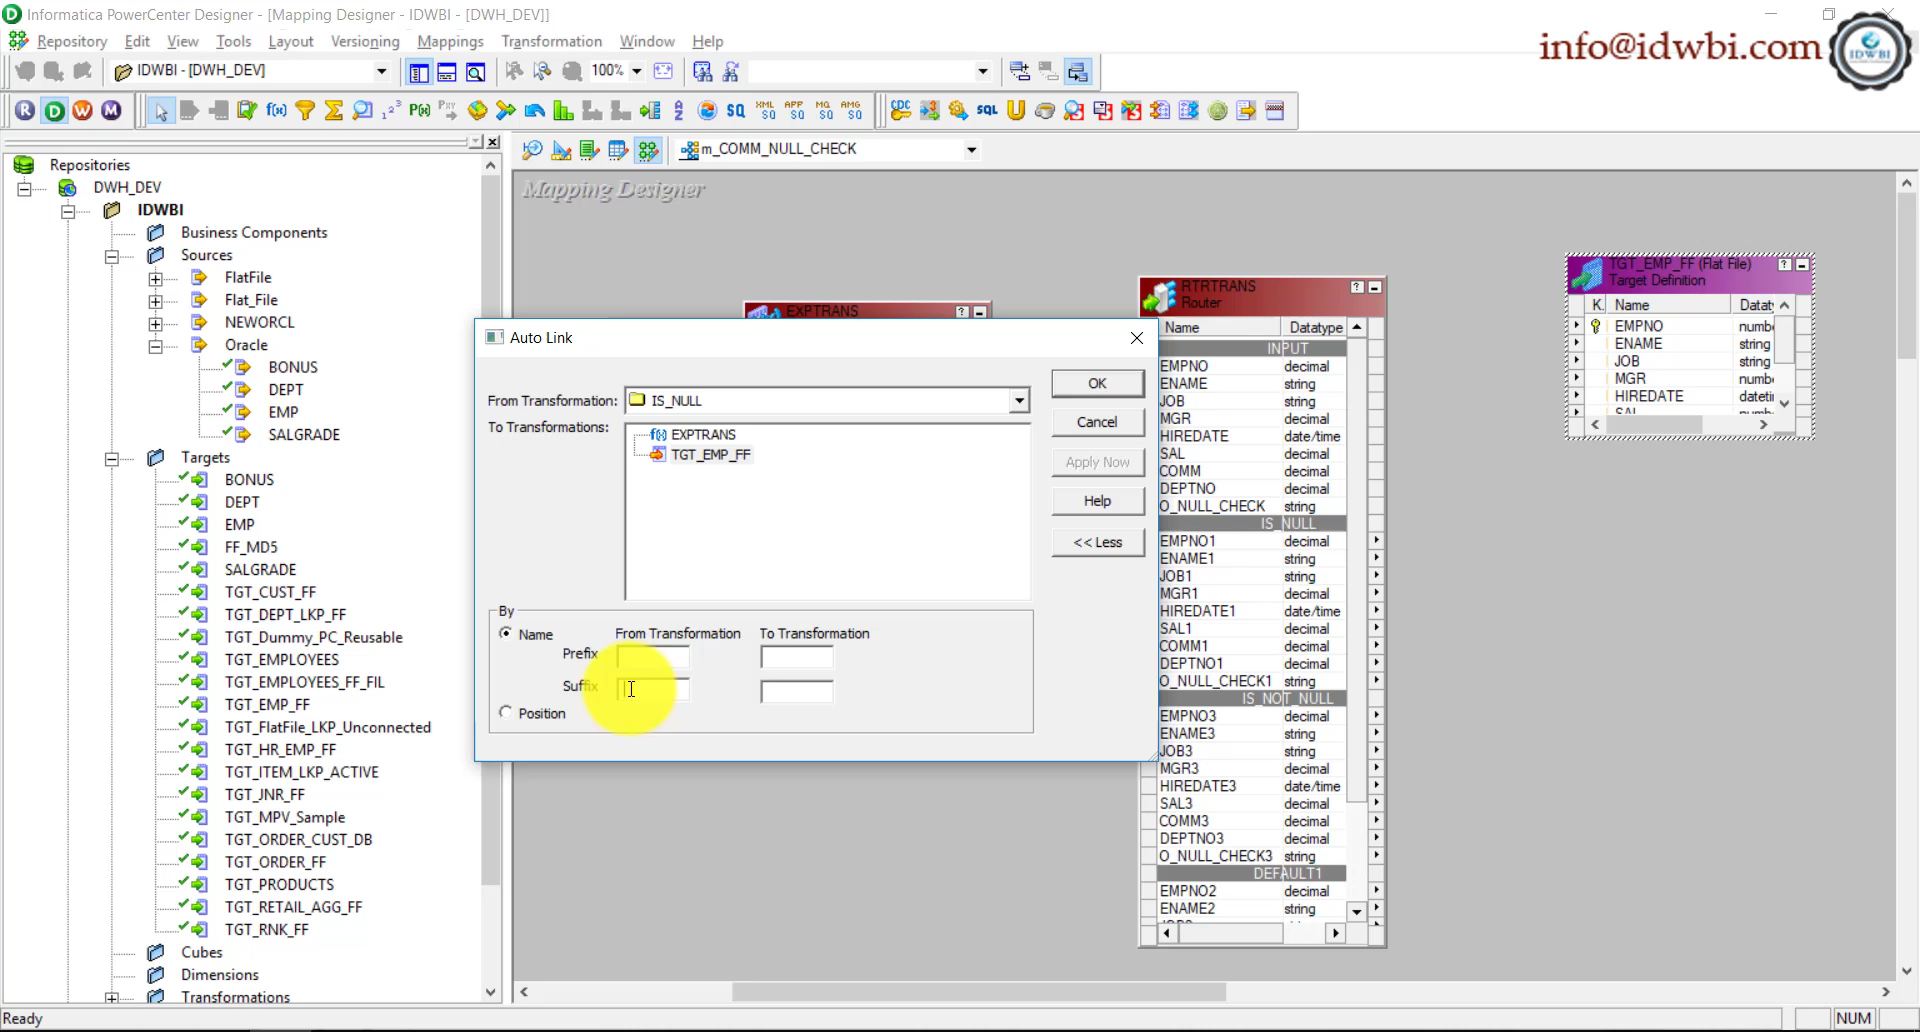 Informatica PowerCenter Designer - [Mapping Designer - IDWBI - [DWH_DEV]]
Repository Edit View Tools Layout Versioning Mappings Transformation Window Help
info@idwbi.com
IDWBI
IDWBI - [DWH_DEV]
100%
m_COMM_NULL_CHECK
Repositories
DWH_DEV
IDWBI
Business Components
Sources
FlatFile
Flat_File
NEWORCL
Oracle
BONUS
DEPT
EMP
SALGRADE
Targets
BONUS
DEPT
EMP
FF_MD5
SALGRADE
TGT_CUST_FF
TGT_DEPT_LKP_FF
TGT_Dummy_PC_Reusable
TGT_EMPLOYEES
TGT_EMPLOYEES_FF_FIL
TGT_EMP_FF
TGT_FlatFile_LKP_Unconnected
TGT_HR_EMP_FF
TGT_ITEM_LKP_ACTIVE
TGT_JNR_FF
TGT_MPV_Sample
TGT_ORDER_CUST_DB
TGT_ORDER_FF
TGT_PRODUCTS
TGT_RETAIL_AGG_FF
TGT_RNK_FF
Cubes
Dimensions
Transformations
Mapping Designer
EXPTRANS
Auto Link
From Transformation: IS_NULL
To Transformations:
EXPTRANS
TGT_EMP_FF
OK
Cancel
Apply Now
Help
<< Less
By
Name From Transformation To Transformation
Prefix
Suffix
Position
RTRTRANS
Router
Name Datatype
INPUT
EMPNO decimal
ENAME string
JOB string
MGR decimal
HIREDATE date/time
SAL decimal
COMM decimal
DEPTNO decimal
O_NULL_CHECK string
IS_NULL
EMPNO1 decimal
ENAME1 string
JOB1 string
MGR1 decimal
HIREDATE1 date/time
SAL1 decimal
COMM1 decimal
DEPTNO1 decimal
O_NULL_CHECK1 string
IS_NOT_NULL
EMPNO3 decimal
ENAME3 string
JOB3 string
MGR3 decimal
HIREDATE3 date/time
SAL3 decimal
COMM3 decimal
DEPTNO3 decimal
O_NULL_CHECK3 string
DEFAULT1
EMPNO2 decimal
ENAME2 string
TGT_EMP_FF (Flat File)
Target Definition
K. Name Datat
EMPNO numb
ENAME string
JOB string
MGR numb
HIREDATE dateti
Ready
NUM